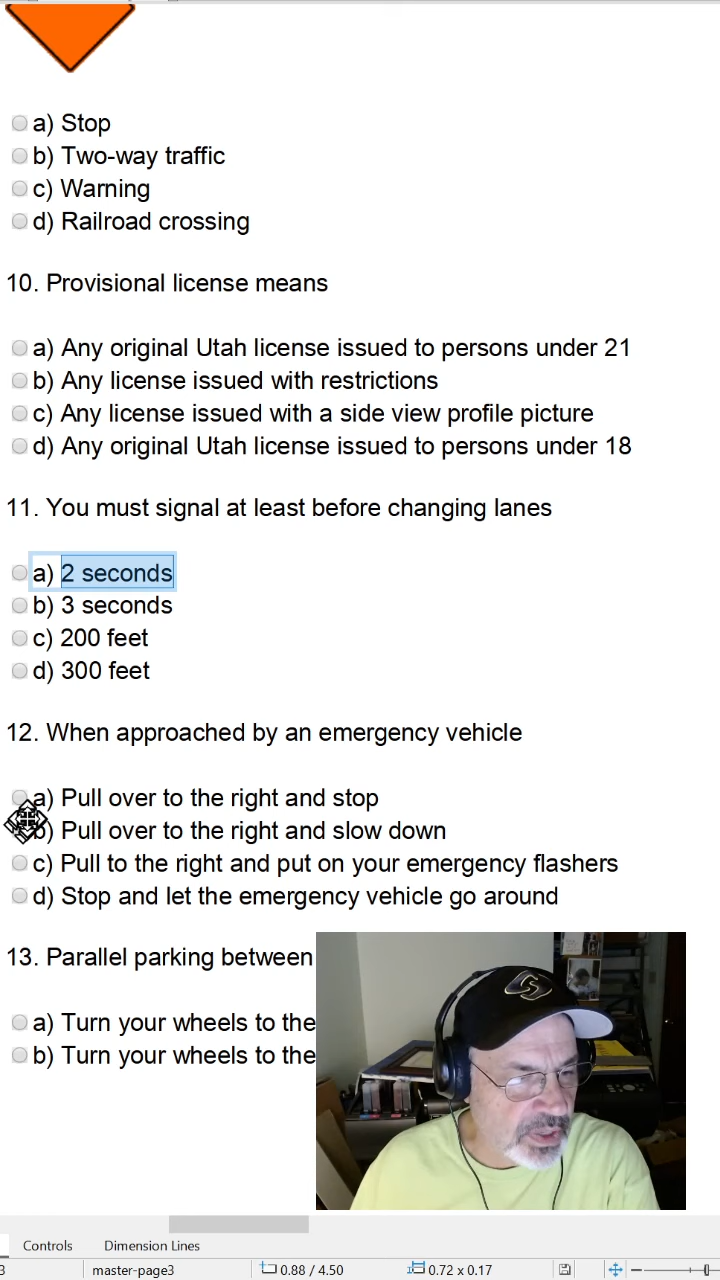 a) Stop
b) Two-way traffic
c) Warning
d) Railroad crossing
10. Provisional license means
a) Any original Utah license issued to persons under 21
b) Any license issued with restrictions
c) Any license issued with a side view profile picture
d) Any original Utah license issued to persons under 18
11. You must signal at least before changing lanes
a) 2 seconds
b) 3 seconds
c) 200 feet
d) 300 feet
12. When approached by an emergency vehicle
a) Pull over to the right and stop
b) Pull over to the right and slow down
c) Pull to the right and put on your emergency flashers
d) Stop and let the emergency vehicle go around
13. Parallel parking between
a) Turn your wheels to the
b) Turn your wheels to the
Controls Dimension Lines
3 master-page3 0.88 / 4.50 0.72 x 0.17